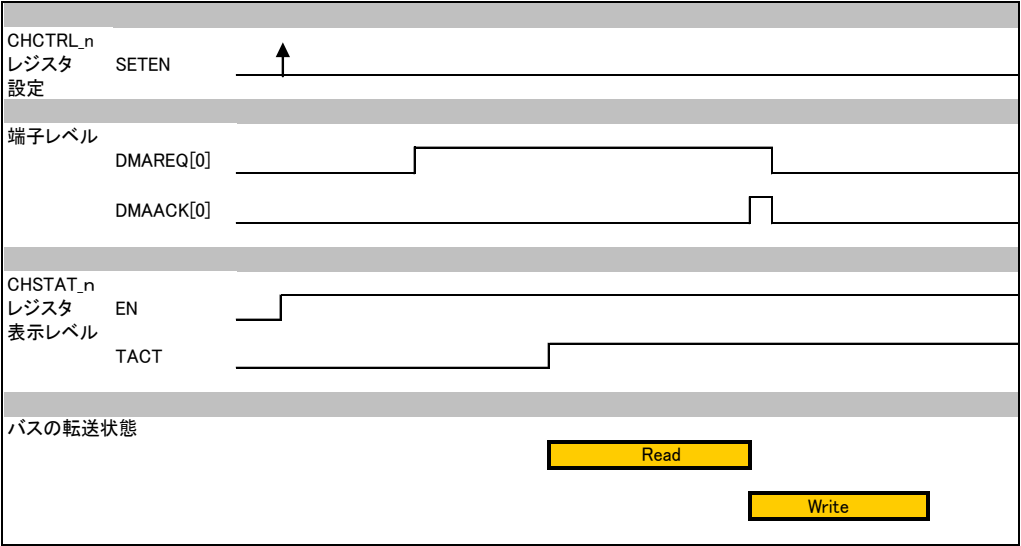 CHCTRL_n
レジスタ
設定
SETEN
端子レベル
DMAREQ[0]
DMAACK[0]
CHSTAT_n
レジスタ
表示レベル
EN
TACT
バスの転送状態
Read
Write